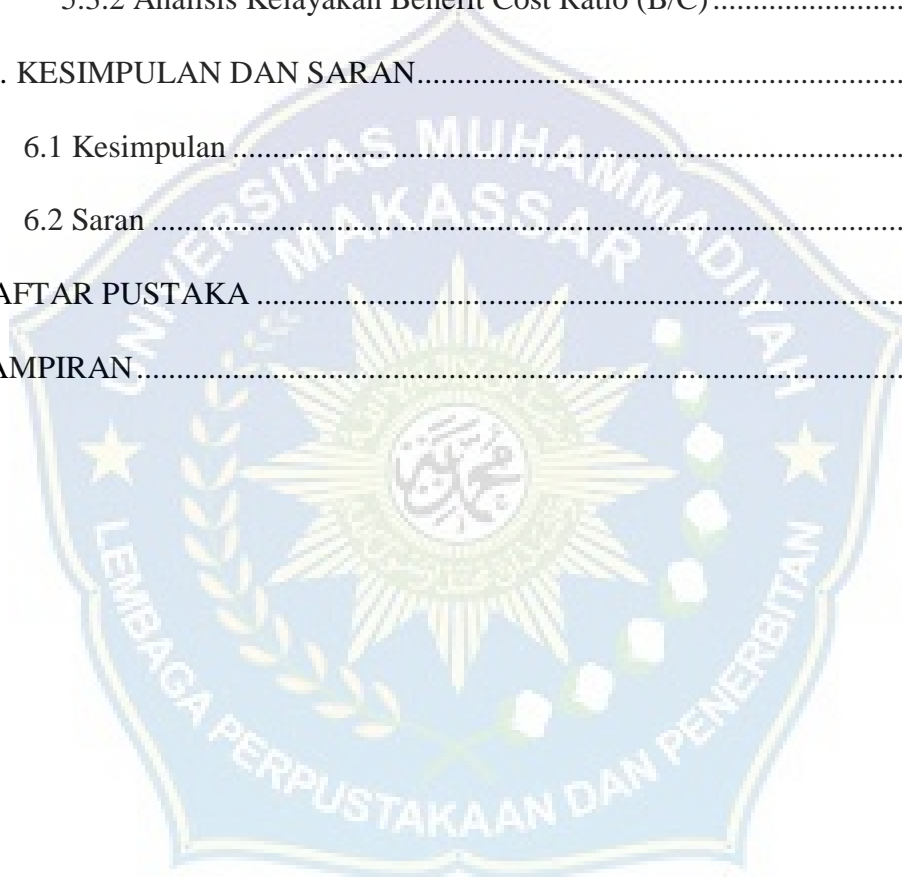 5.3.2 Analisis Kelayakan Benefit Cost Ratio (B/C)
. KESIMPULAN DAN SARAN
6.1 Kesimpulan
6.2 Saran
AFTAR PUSTAKA
AMPIRAN
UNIVERSITAS MUHAMMADIYAH
MAKASSAR
LEMBAGA PERPUSTAKAAN DAN PENERBITAN